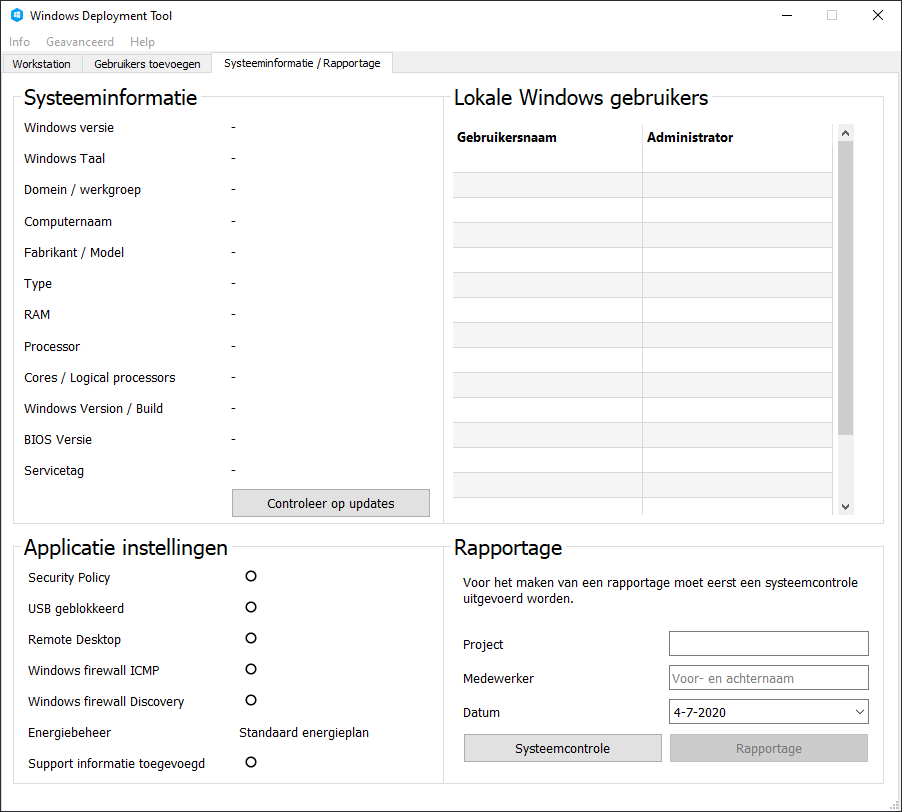 Windows Deployment Tool
Info Geavanceerd Help
Workstation Gebruikers toevoegen Systeeminformatie / Rapportage
Systeeminformatie
Windows versie -
Windows Taal -
Domein / werkgroep -
Computernaam -
Fabrikant / Model -
Type -
RAM -
Processor -
Cores / Logical processors -
Windows Version / Build -
BIOS Versie -
Servicetag -
Controleer op updates
Lokale Windows gebruikers
Gebruikersnaam Administrator
Applicatie instellingen
Security Policy
USB geblokkeerd
Remote Desktop
Windows firewall ICMP
Windows firewall Discovery
Energiebeheer Standaard energieplan
Support informatie toegevoegd
Rapportage
Voor het maken van een rapportage moet eerst een systeemcontrole
uitgevoerd worden.
Project
Medewerker Voor- en achternaam
Datum 4-7-2020
Systeemcontrole Rapportage